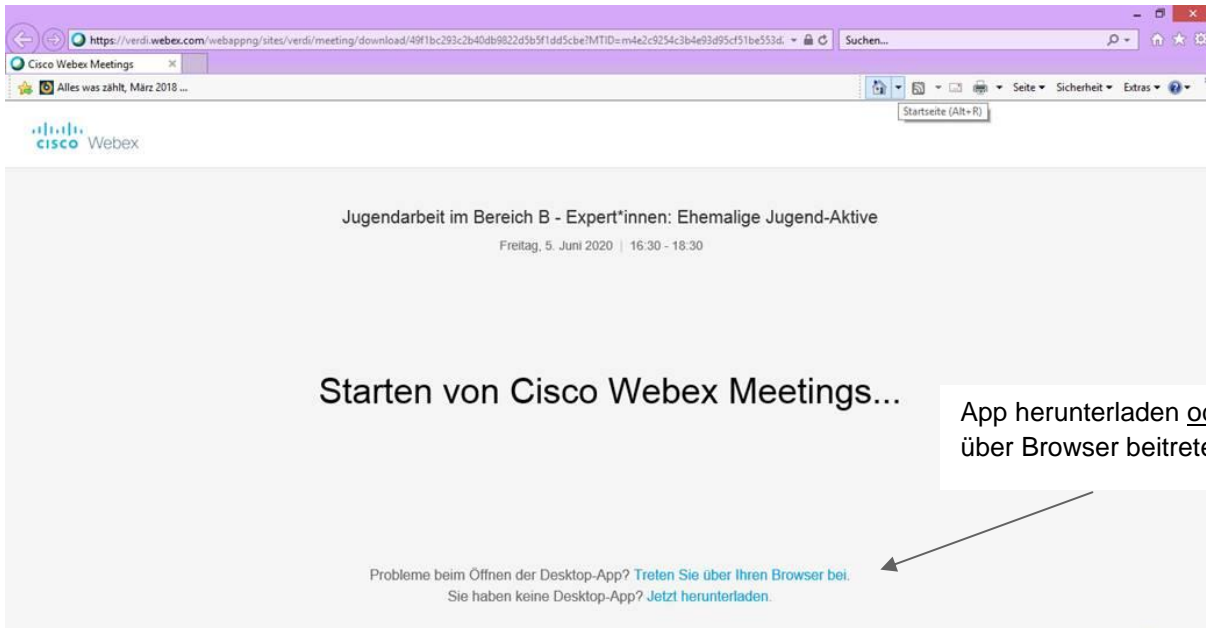 https://verdi.webex.com/webappng/sites/verdi/meeting/download/49f1bc293c2b40db9822d5b5f1dd5cbe?MTID=m4e2c9254c3b4e93d95cf51be553d.
Suchen...
Cisco Webex Meetings
Alles was zählt, März 2018 ...
Seite Sicherheit Extras
Startseite (Alt+R)
CISCO Webex
Jugendarbeit im Bereich B - Expert*innen: Ehemalige Jugend-Aktive
Freitag, 5. Juni 2020 | 16:30 - 18:30
Starten von Cisco Webex Meetings...
App herunterladen
über Browser beitrete
Probleme beim Öffnen der Desktop-App? Treten Sie über Ihren Browser bei.
Sie haben keine Desktop-App? Jetzt herunterladen.